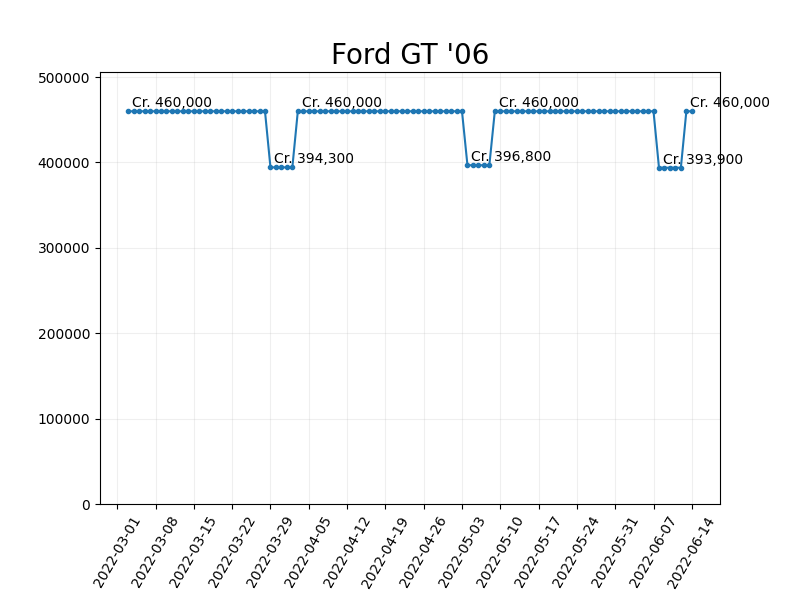 Ford GT '06
500000
400000
300000
200000
100000
0
Cr. 460,000
Cr. 394,300
Cr. 460,000
Cr. 396,800
Cr. 460,000
Cr. 393,900
Cr. 460,000
2022-03-01
2022-03-08
2022-03-15
2022-03-22
2022-03-29
2022-04-05
2022-04-12
2022-04-19
2022-04-26
2022-05-03
2022-05-10
2022-05-17
2022-05-24
2022-05-31
2022-06-07
2022-06-14